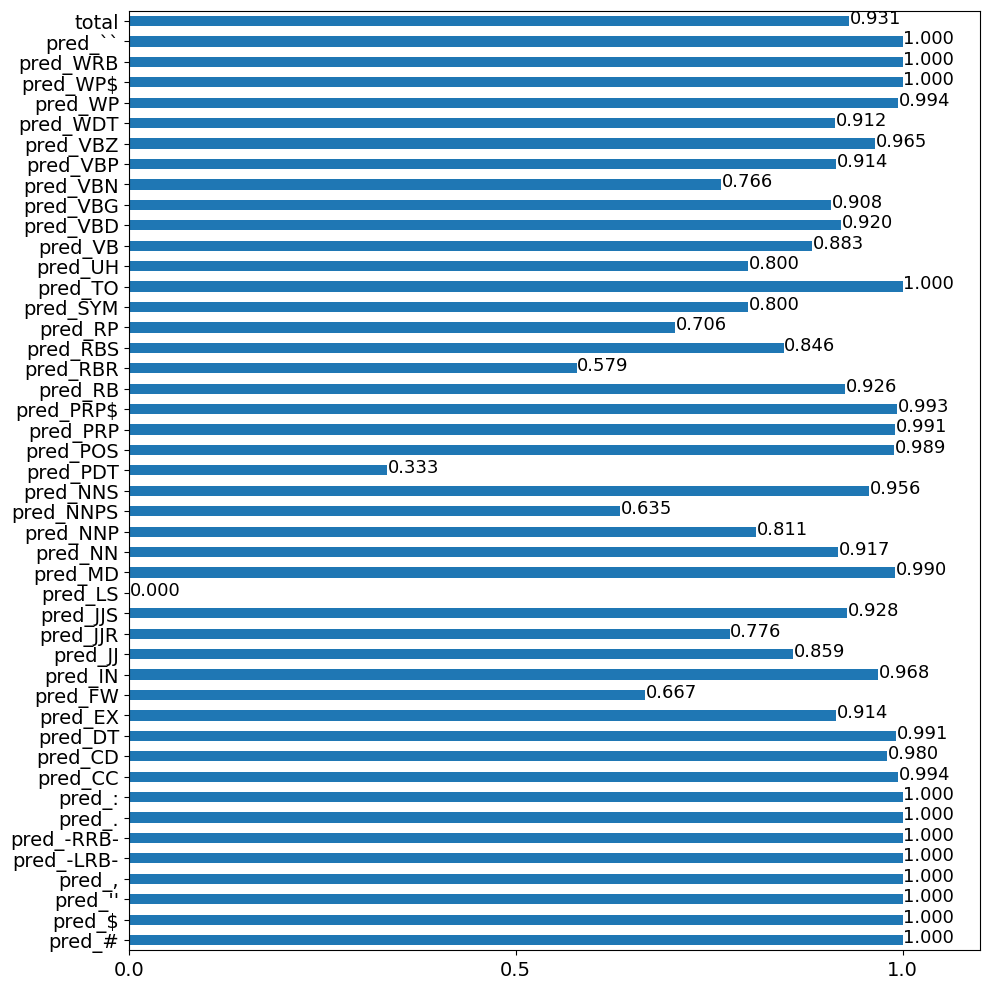 total 0.931
pred_`` 1.000
pred_WRB 1.000
pred_WP$ 1.000
pred_WP 0.994
pred_WDT 0.912
pred_VBZ 0.965
pred_VBP 0.914
pred_VBN 0.766
pred_VBG 0.908
pred_VBD 0.920
pred_VB 0.883
pred_UH 0.800
pred_TO 1.000
pred_SYM 0.800
pred_RP 0.706
pred_RBS 0.846
pred_RBR 0.579
pred_RB 0.926
pred_PRP$ 0.993
pred_PRP 0.991
pred_POS 0.989
pred_PDT 0.333
pred_NNS 0.956
pred_NNPS 0.635
pred_NNP 0.811
pred_NN 0.917
pred_MD 0.990
pred_LS 0.000
pred_JJS 0.928
pred_JJR 0.776
pred_JJ 0.859
pred_IN 0.968
pred_FW 0.667
pred_EX 0.914
pred_DT 0.991
pred_CD 0.980
pred_CC 0.994
pred_: 1.000
pred_. 1.000
pred_-RRB- 1.000
pred_-LRB- 1.000
pred_, 1.000
pred_'' 1.000
pred_$ 1.000
pred_# 1.000
0.0 0.5 1.0